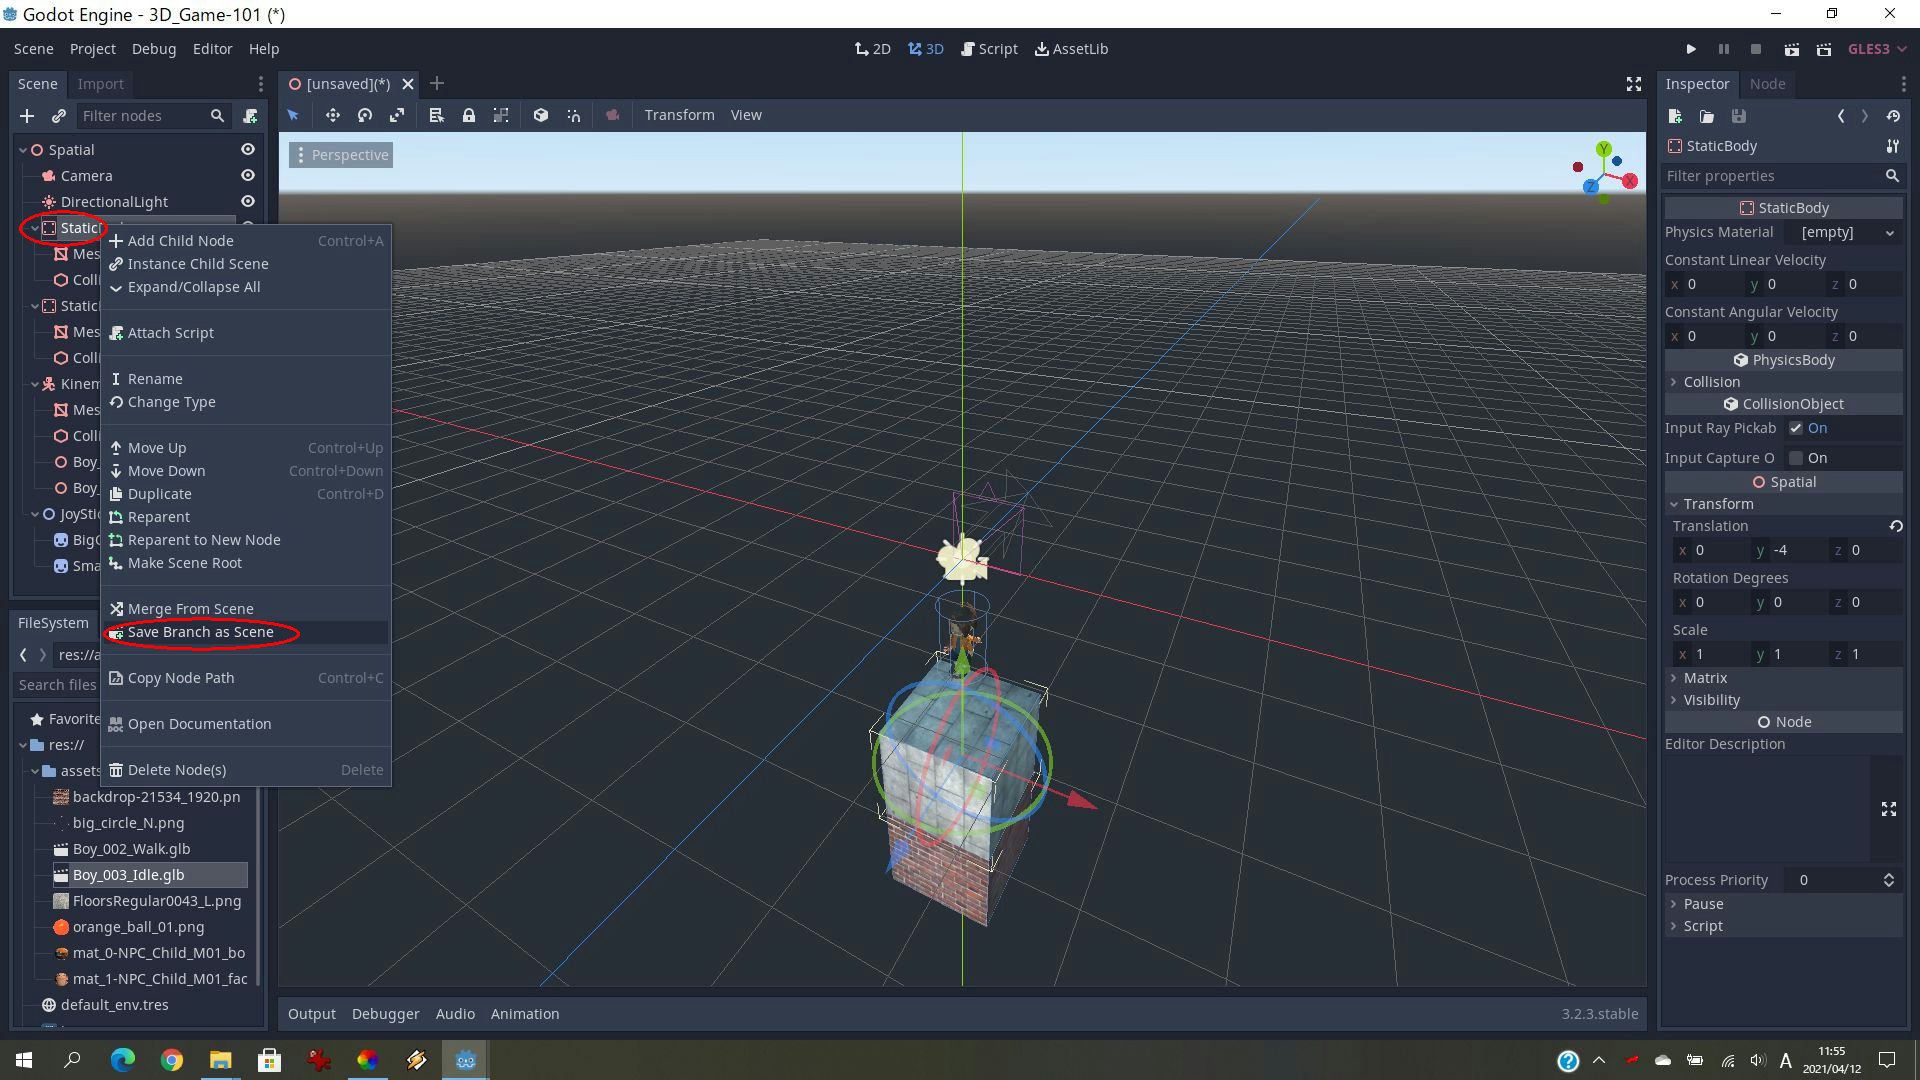 Godot Engine - 3D_Game-101 (*)
Scene Project Debug Editor Help
2D 3D Script AssetLib
GLES3
Scene Import
[unsaved](*)
Inspector Node
Filter nodes
Transform View
Spatial
Camera
DirectionalLight
Static
Mes
Colli
Static
Mes
Colli
Kinem
Mes
Colli
Boy_
Boy_
JoyStic
BigC
Sma
Add Child Node Control+A
Instance Child Scene
Expand/Collapse All
Attach Script
Rename
Change Type
Move Up Control+Up
Move Down Control+Down
Duplicate Control+D
Reparent
Reparent to New Node
Make Scene Root
Merge From Scene
Save Branch as Scene
Copy Node Path Control+C
Open Documentation
Delete Node(s) Delete
FileSystem
res://a
Search files
Favorite
res://
assets
backdrop-21534_1920.pn
big_circle_N.png
Boy_002_Walk.glb
Boy_003_Idle.glb
FloorsRegular0043_L.png
orange_ball_01.png
mat_0-NPC_Child_M01_bo
mat_1-NPC_Child_M01_fac
default_env.tres
Perspective
Y
X
Z
Output Debugger Audio Animation
3.2.3.stable
StaticBody
Filter properties
StaticBody
Physics Material [empty]
Constant Linear Velocity
x 0 y 0 z 0
Constant Angular Velocity
x 0 y 0 z 0
PhysicsBody
Collision
CollisionObject
Input Ray Pickab On
Input Capture O On
Spatial
Transform
Translation
x 0 y -4 z 0
Rotation Degrees
x 0 y 0 z 0
Scale
x 1 y 1 z 1
Matrix
Visibility
Node
Editor Description
Process Priority 0
Pause
Script
A
11:55
2021/04/12